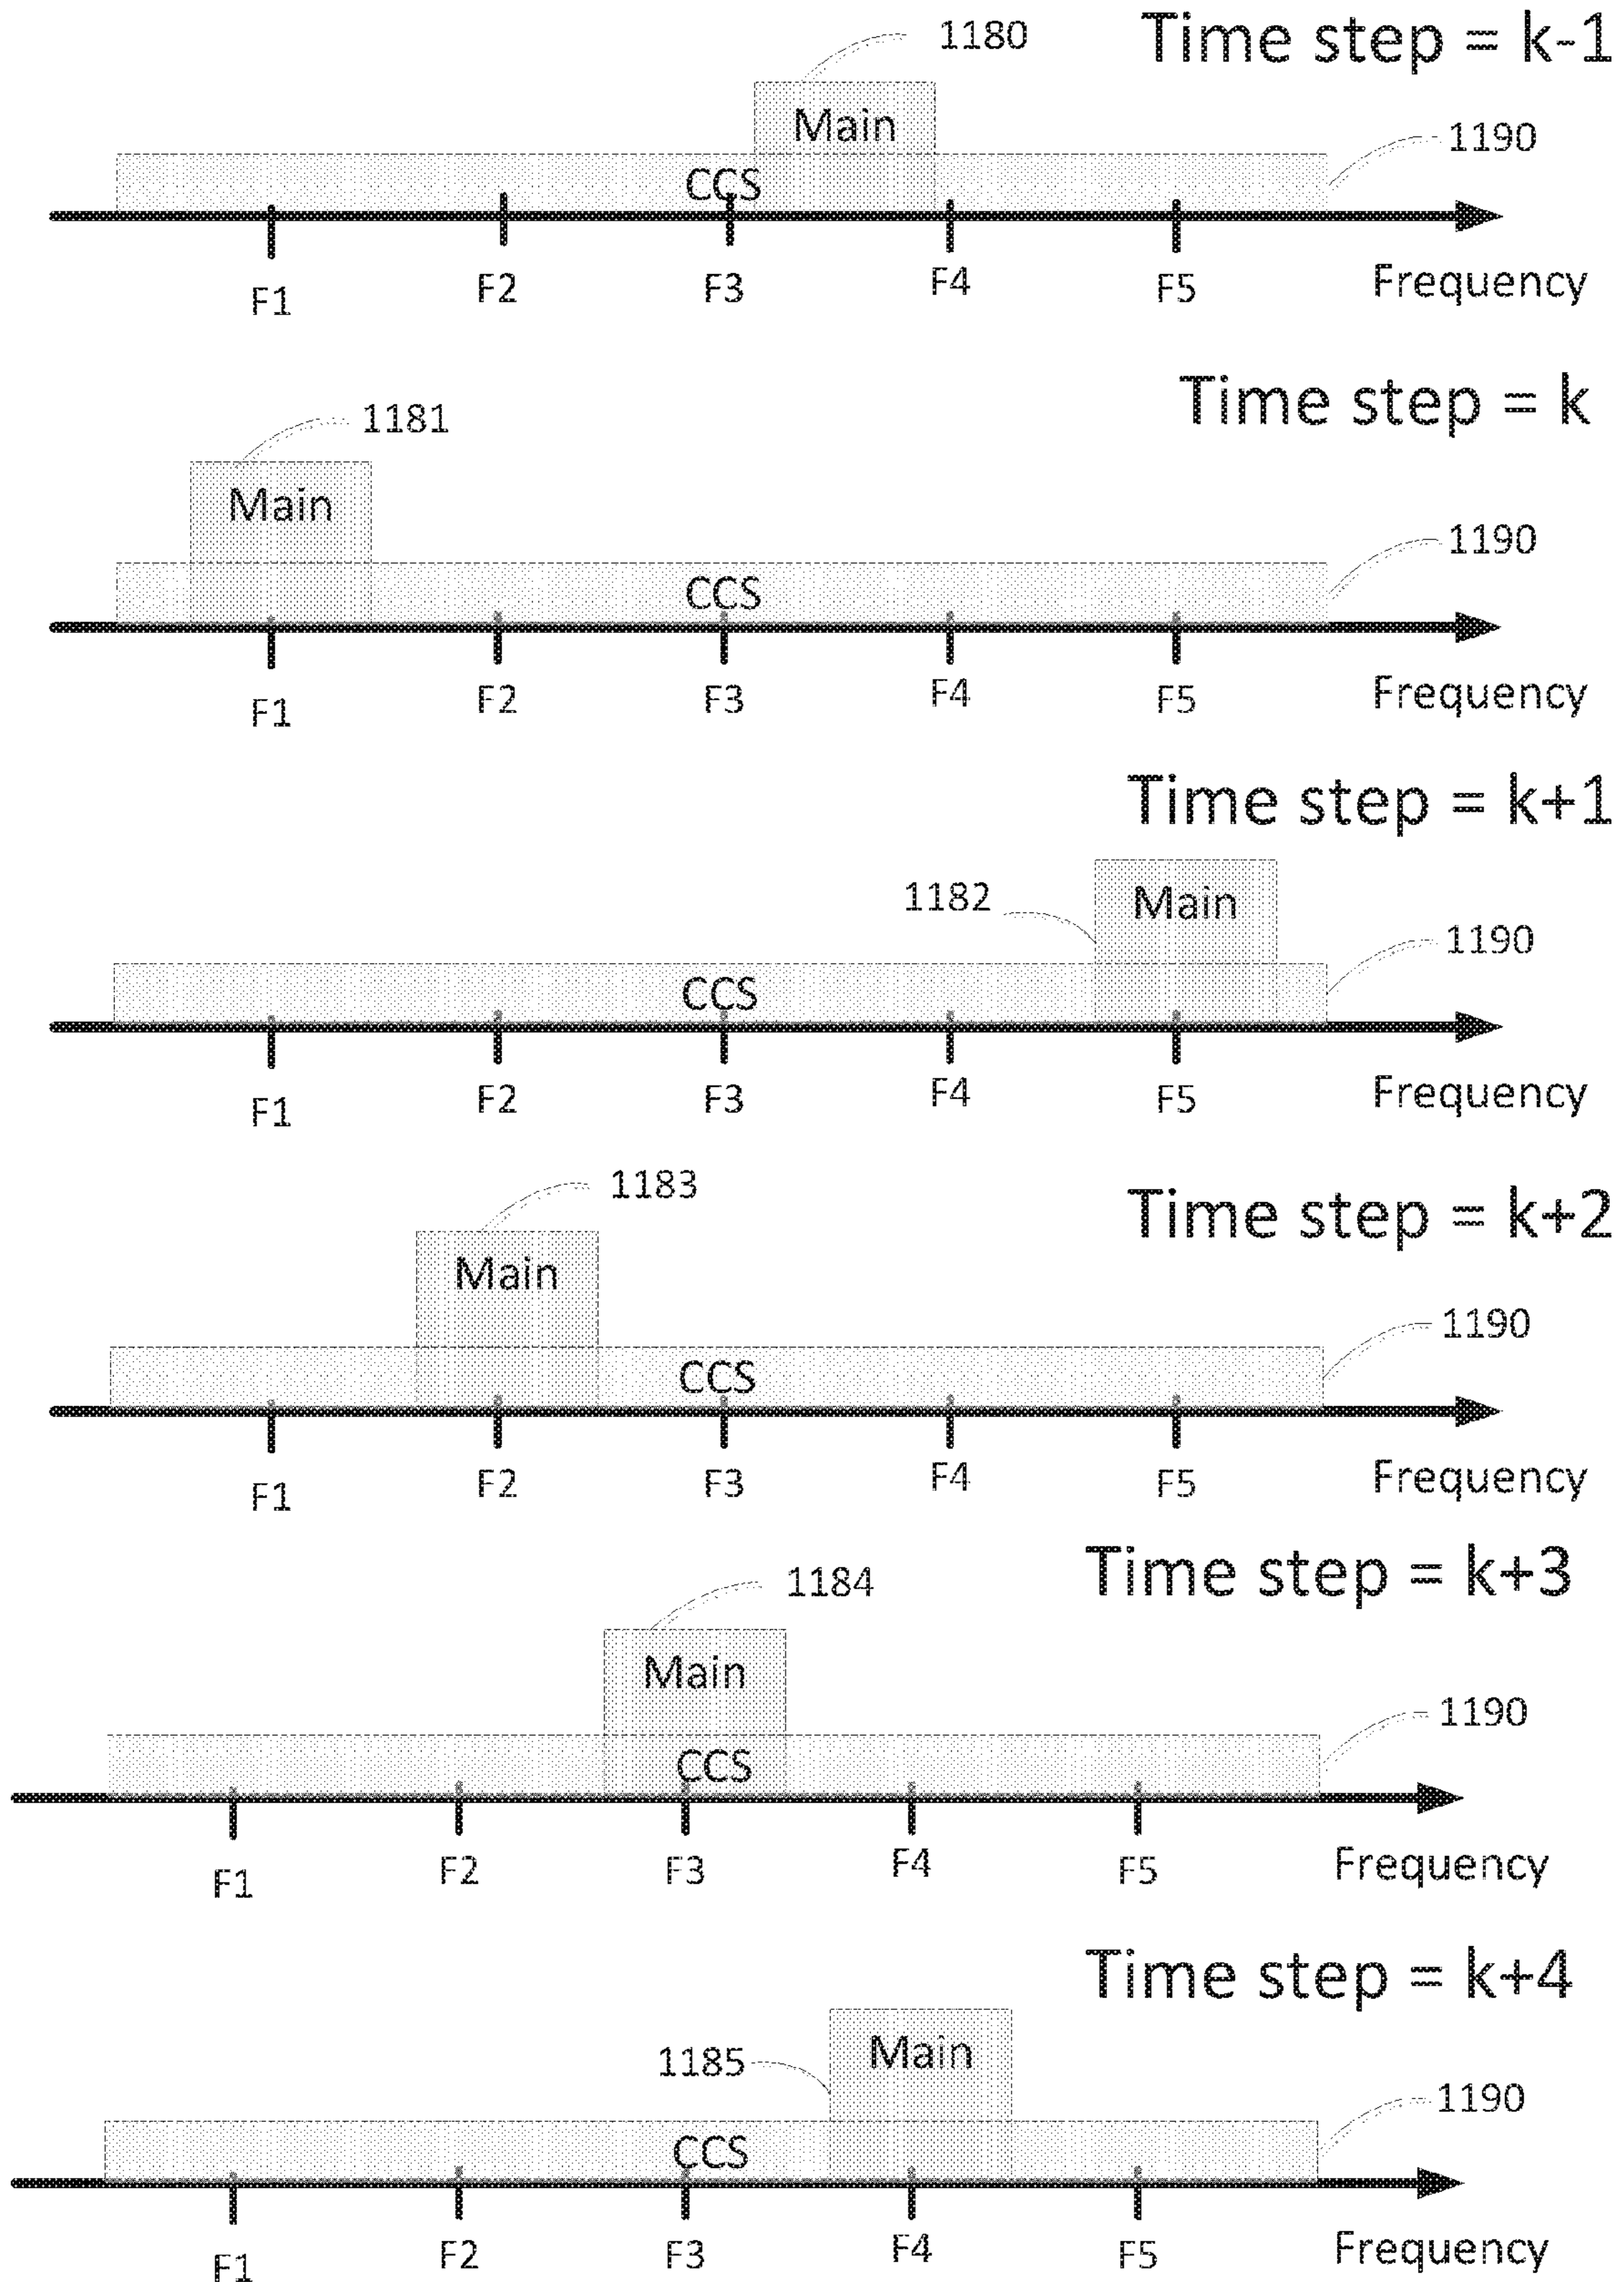 1180
Time step = k-1
Main
1190
CCS
F1 F2 F3 F4 F5 Frequency
Time step = k
1181
Main
1190
CCS
F1 F2 F3 F4 F5 Frequency
Time step = k+1
1182
Main
1190
CCS
F1 F2 F3 F4 F5 Frequency
1183
Time step = k+2
Main
1190
CCS
F1 F2 F3 F4 F5 Frequency
Time step = k+3
1184
Main
1190
CCS
F1 F2 F3 F4 F5 Frequency
Time step = k+4
1185
Main
1190
CCS
F1 F2 F3 F4 F5 Frequency